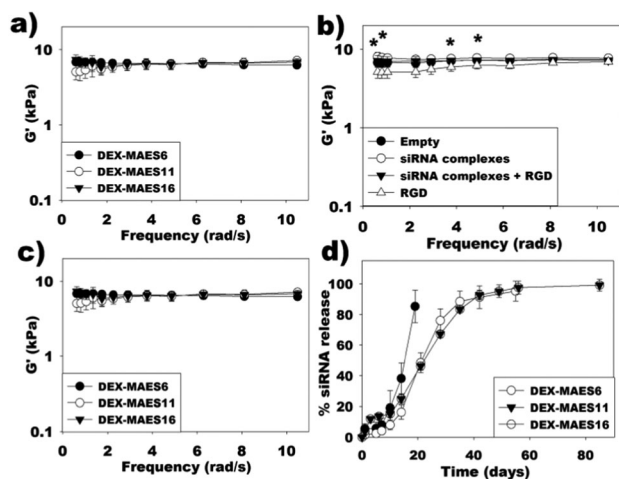 a)
10
1
0.1
G' (kPa)
DEX-MAES6
DEX-MAES11
DEX-MAES16
0 2 4 6 8 10
Frequency (rad/s)
b)
* * * *
10
1
0.1
G' (kPa)
Empty
siRNA complexes
siRNA complexes + RGD
RGD
0 2 4 6 8 10
Frequency (rad/s)
c)
10
1
0.1
G' (kPa)
DEX-MAES6
DEX-MAES11
DEX-MAES16
0 2 4 6 8 10
Frequency (rad/s)
d)
100
80
60
40
20
0
% siRNA release
DEX-MAES6
DEX-MAES11
DEX-MAES16
0 20 40 60 80
Time (days)